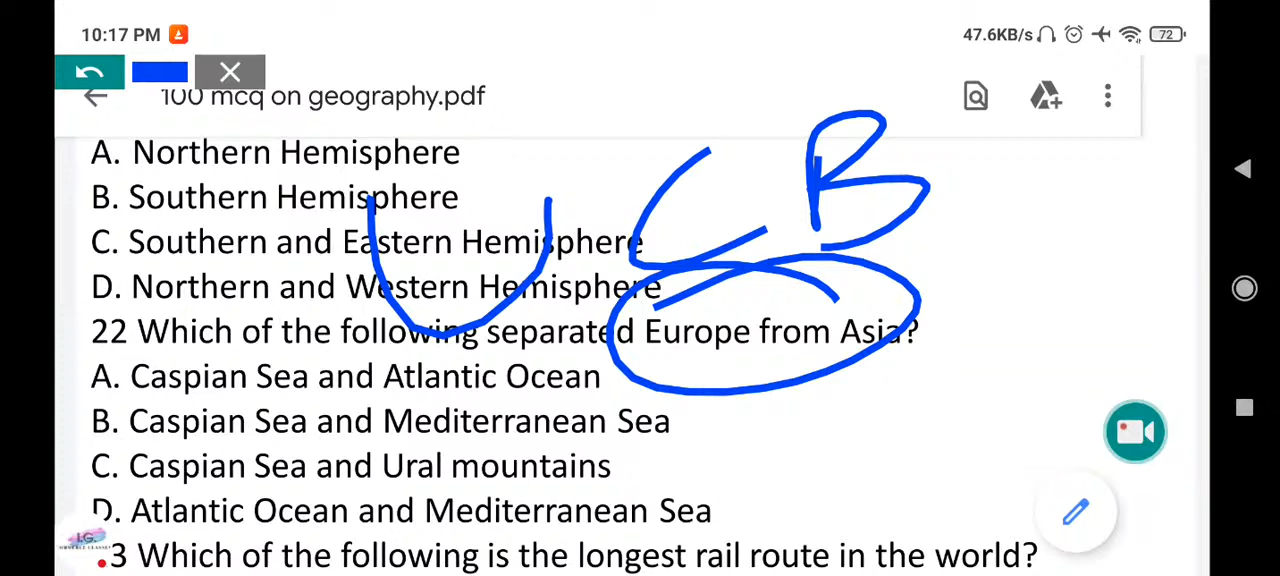 10:17 PM
47.6KB/s 72
100 mcq on geography.pdf
A. Northern Hemisphere
B. Southern Hemisphere
C. Southern and Eastern Hemisphere
D. Northern and Western Hemisphere
22 Which of the following separated Europe from Asia?
A. Caspian Sea and Atlantic Ocean
B. Caspian Sea and Mediterranean Sea
C. Caspian Sea and Ural mountains
D. Atlantic Ocean and Mediterranean Sea
3 Which of the following is the longest rail route in the world?
U C B
I.G.